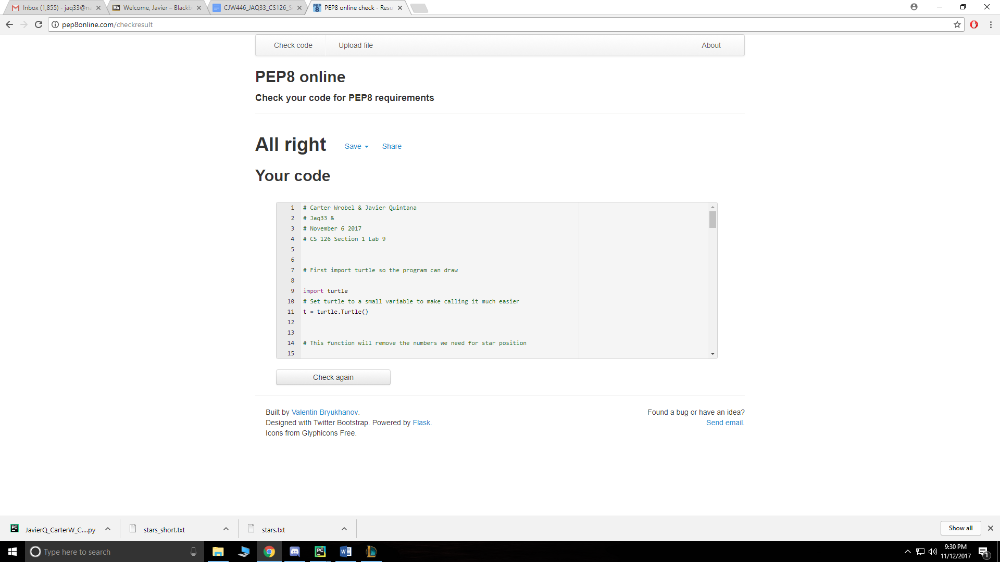 Inbox (1,855) - jaq33@na
Welcome, Javier – Blackb
CJW446_JAQ33_CS126_S
PEP8 online check - Resu
pep8online.com/checkresult
Check code
Upload file
About
PEP8 online
Check your code for PEP8 requirements
All right
Save
Share
Your code
1 # Carter Wrobel & Javier Quintana
2 # Jaq33 &
3 # November 6 2017
4 # CS 126 Section 1 Lab 9
5
6
7 # First import turtle so the program can draw
8
9 import turtle
10 # Set turtle to a small variable to make calling it much easier
11 t = turtle.Turtle()
12
13
14 # This function will remove the numbers we need for star position
15
Check again
Built by Valentin Bryukhanov.
Designed with Twitter Bootstrap. Powered by Flask.
Icons from Glyphicons Free.
Found a bug or have an idea?
Send email.
JavierQ_CarterW_C....py
stars_short.txt
stars.txt
Show all
Type here to search
9:30 PM
11/12/2017
1